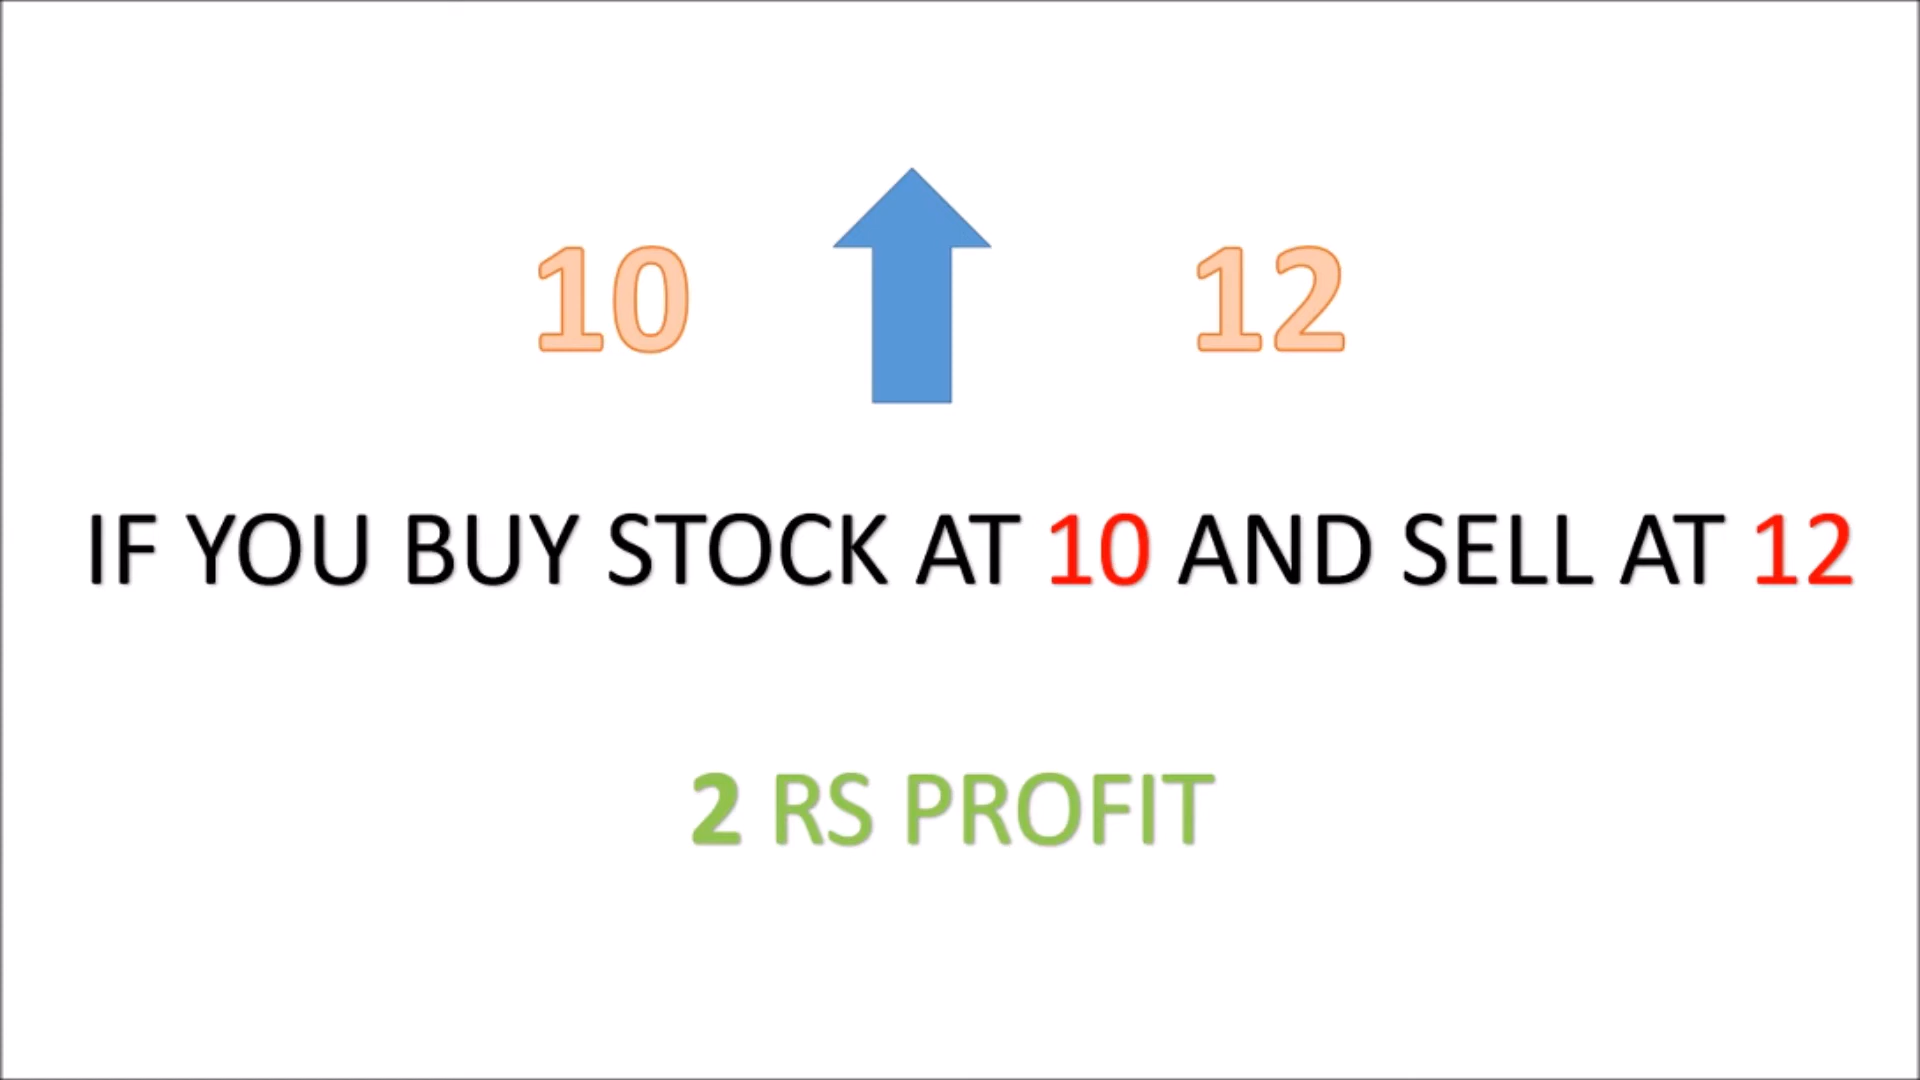 10 12
IF YOU BUY STOCK AT 10 AND SELL AT 12
2 RS PROFIT